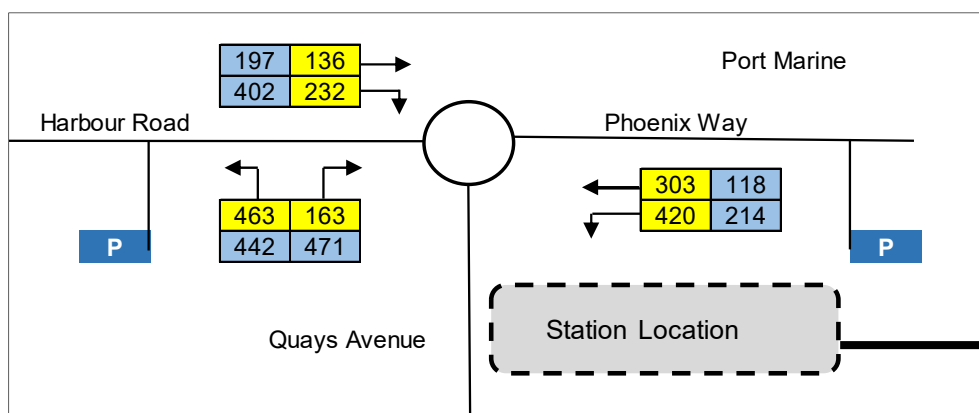 197 136
402 232
Port Marine
Harbour Road
Phoenix Way
303 118
420 214
463 163
442 471
P
P
Station Location
Quays Avenue